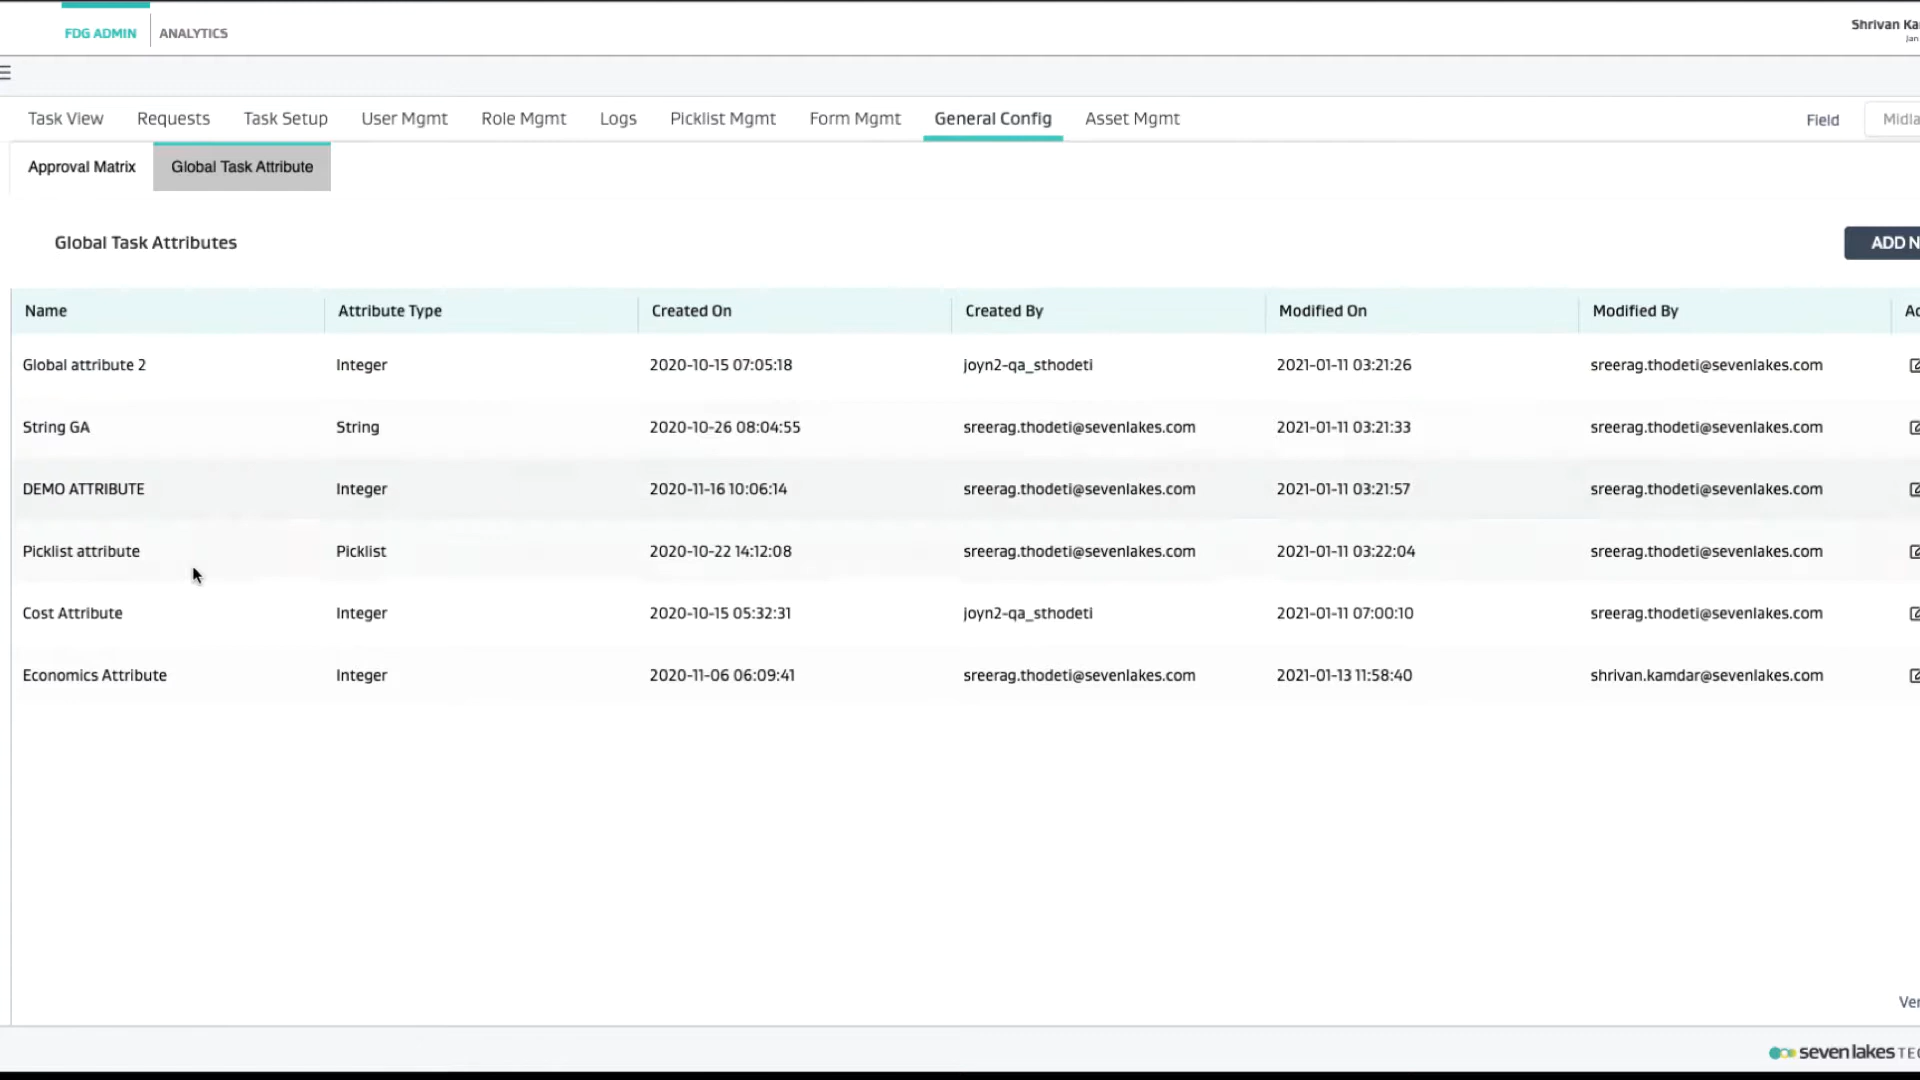 FDG ADMIN ANALYTICS Shrivan Ka
Jan
Task View Requests Task Setup User Mgmt Role Mgmt Logs Picklist Mgmt Form Mgmt General Config Asset Mgmt Field Midla
Approval Matrix Global Task Attribute
Global Task Attributes ADD N
Name Attribute Type Created On Created By Modified On Modified By Ac
Global attribute 2 Integer 2020-10-15 07:05:18 joyn2-qa_sthodeti 2021-01-11 03:21:26 sreerag.thodeti@sevenlakes.com
String GA String 2020-10-26 08:04:55 sreerag.thodeti@sevenlakes.com 2021-01-11 03:21:33 sreerag.thodeti@sevenlakes.com
DEMO ATTRIBUTE Integer 2020-11-16 10:06:14 sreerag.thodeti@sevenlakes.com 2021-01-11 03:21:57 sreerag.thodeti@sevenlakes.com
Picklist attribute Picklist 2020-10-22 14:12:08 sreerag.thodeti@sevenlakes.com 2021-01-11 03:22:04 sreerag.thodeti@sevenlakes.com
Cost Attribute Integer 2020-10-15 05:32:31 joyn2-qa_sthodeti 2021-01-11 07:00:10 sreerag.thodeti@sevenlakes.com
Economics Attribute Integer 2020-11-06 06:09:41 sreerag.thodeti@sevenlakes.com 2021-01-13 11:58:40 shrivan.kamdar@sevenlakes.com
Ver
sevenlakes TEC